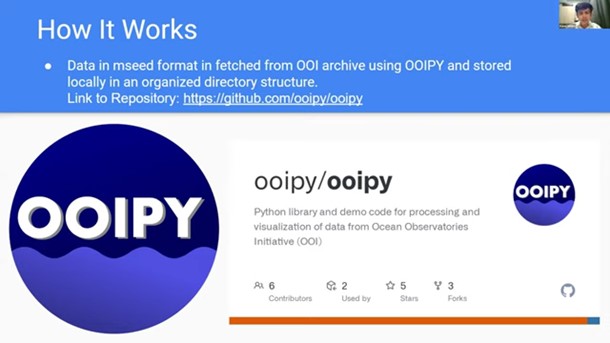 How It Works
● Data in mseed format in fetched from OOI archive using OOIPY and stored
locally in an organized directory structure.
Link to Repository: https://github.com/ooipy/ooipy
OOIPY
ooipy/ooipy
OOIPY
Python library and demo code for processing and
visualization of data from Ocean Observatories
Initiative (OOI)
6 2 5 3
Contributors Used by Stars Forks